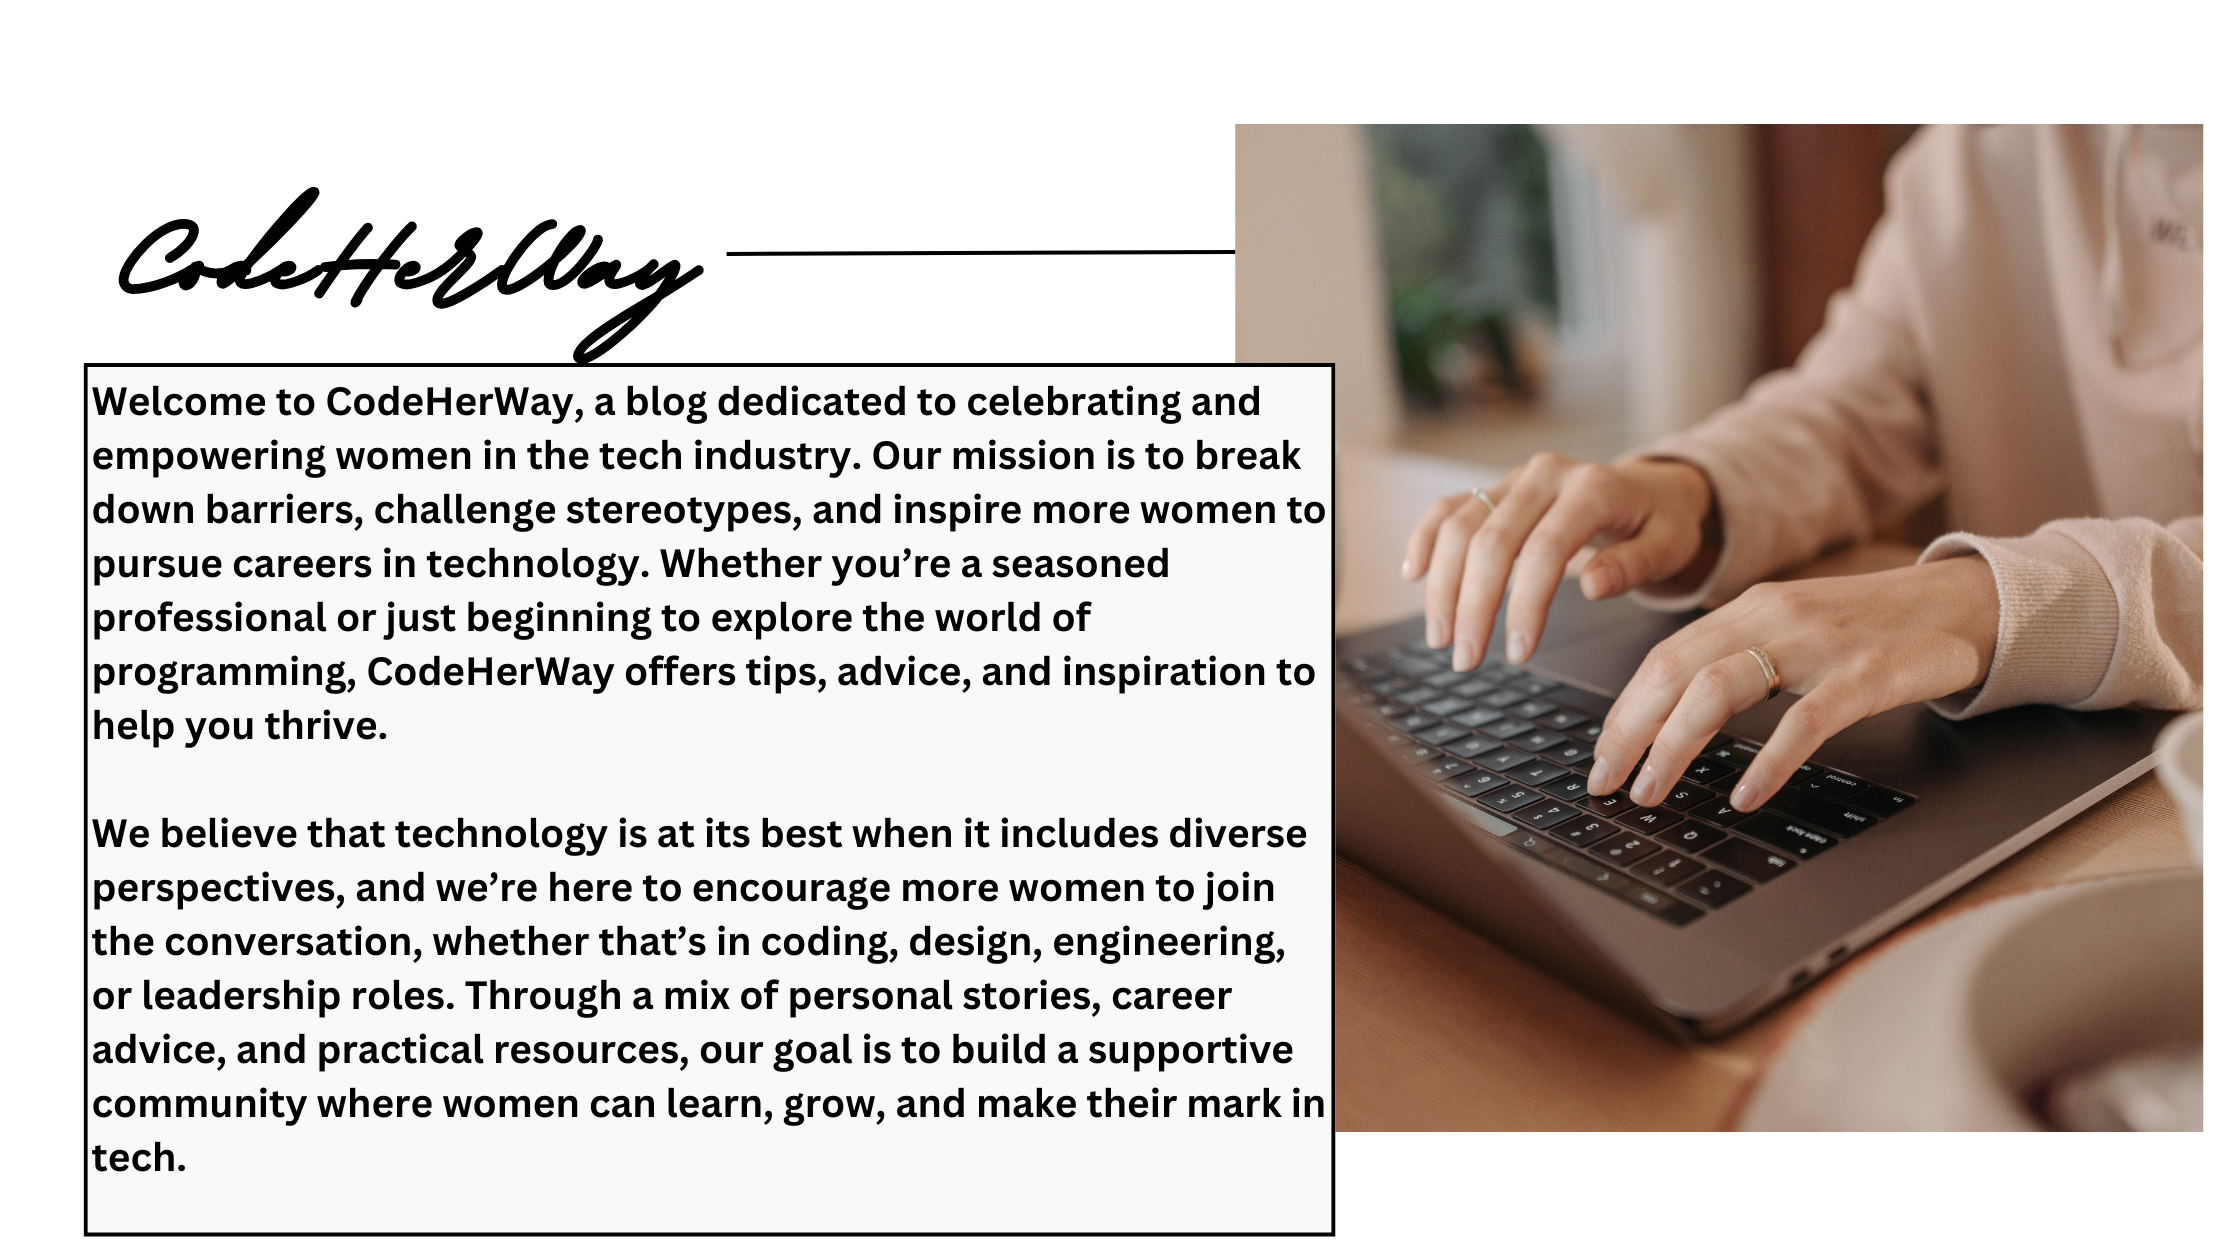 CodeHerWay
Welcome to CodeHerWay, a blog dedicated to celebrating and
empowering women in the tech industry. Our mission is to break
down barriers, challenge stereotypes, and inspire more women to
pursue careers in technology. Whether you’re a seasoned
professional or just beginning to explore the world of
programming, CodeHerWay offers tips, advice, and inspiration to
help you thrive.
We believe that technology is at its best when it includes diverse
perspectives, and we’re here to encourage more women to join
the conversation, whether that’s in coding, design, engineering,
or leadership roles. Through a mix of personal stories, career
advice, and practical resources, our goal is to build a supportive
community where women can learn, grow, and make their mark in
tech.